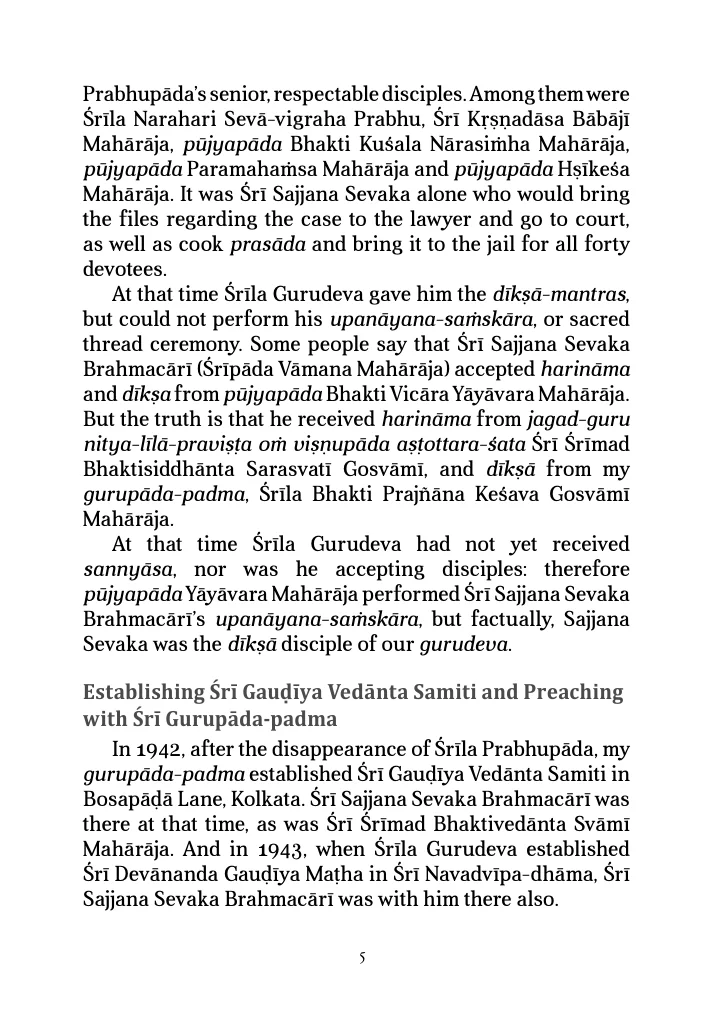 Prabhupāda’s senior, respectable disciples. Among them were
Śrīla Narahari Sevā-vigraha Prabhu, Śrī Kṛṣṇadāsa Bābājī
Mahārāja, pūjyapāda Bhakti Kuśala Nārasiṁha Mahārāja,
pūjyapāda Paramahaṁsa Mahārāja and pūjyapāda Hṣīkeśa
Mahārāja. It was Śrī Sajjana Sevaka alone who would bring
the files regarding the case to the lawyer and go to court,
as well as cook prasāda and bring it to the jail for all forty
devotees.
At that time Śrīla Gurudeva gave him the dīkṣā-mantras,
but could not perform his upanāyana-saṁskāra, or sacred
thread ceremony. Some people say that Śrī Sajjana Sevaka
Brahmacārī (Śrīpāda Vāmana Mahārāja) accepted harināma
and dīkṣa from pūjyapāda Bhakti Vicāra Yāyāvara Mahārāja.
But the truth is that he received harināma from jagad-guru
nitya-līlā-praviṣṭa oṁ viṣṇupāda aṣṭottara-śata Śrī Śrīmad
Bhaktisiddhānta Sarasvatī Gosvāmī, and dīkṣā from my
gurupāda-padma, Śrīla Bhakti Prajñāna Keśava Gosvāmī
Mahārāja.
At that time Śrīla Gurudeva had not yet received
sannyāsa, nor was he accepting disciples: therefore
pūjyapāda Yāyāvara Mahārāja performed Śrī Sajjana Sevaka
Brahmacārī’s upanāyana-saṁskāra, but factually, Sajjana
Sevaka was the dīkṣā disciple of our gurudeva.
Establishing Śrī Gauḍīya Vedānta Samiti and Preaching
with Śrī Gurupāda-padma
In 1942, after the disappearance of Śrīla Prabhupāda, my
gurupāda-padma established Śrī Gauḍīya Vedānta Samiti in
Bosapāḍā Lane, Kolkata. Śrī Sajjana Sevaka Brahmacārī was
there at that time, as was Śrī Śrīmad Bhaktivedānta Svāmī
Mahārāja. And in 1943, when Śrīla Gurudeva established
Śrī Devānanda Gauḍīya Maṭha in Śrī Navadvīpa-dhāma, Śrī
Sajjana Sevaka Brahmacārī was with him there also.
5